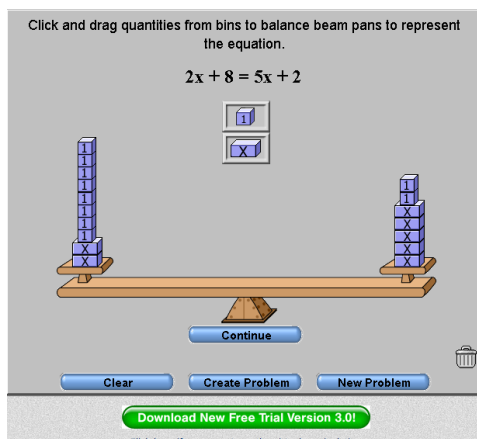 Click and drag quantities from bins to balance beam pans to represent
the equation.
2x + 8 = 5x + 2
1
X
1
1
1
1
1
1
1
1
X
X
1
1
X
X
X
X
X
Continue
Clear
Create Problem
New Problem
Download New Free Trial Version 3.0!